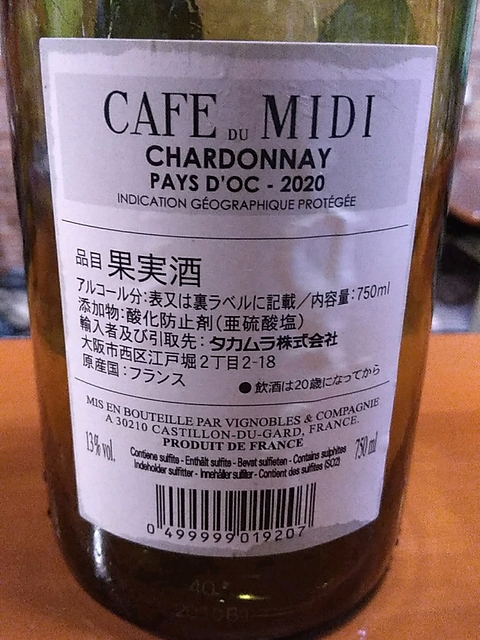 CAFE DU MIDI
CHARDONNAY
PAYS D'OC - 2020
INDICATION GÉOGRAPHIQUE PROTÉGÉE
品目 果実酒
アルコール分:表又は裏ラベルに記載/内容量:750ml
添加物:酸化防止剤(亜硫酸塩)
輸入者及び引取先:タカムラ株式会社
大阪市西区江戸堀2丁目2-18
原産国:フランス
●飲酒は20歳になってから
MIS EN BOUTEILLE PAR VIGNOBLES & COMPAGNIE
A 30210 CASTILLON-DU-GARD, FRANCE.
PRODUIT DE FRANCE
13% vol.
Contiene sulfite - Enthält sulfite - Bevat sulfieten - Contains sulphites
Indeholder sulfitter - Innehåller sulfiter - Contient des sulfites (SO2)
750 ml
0 499999 019207